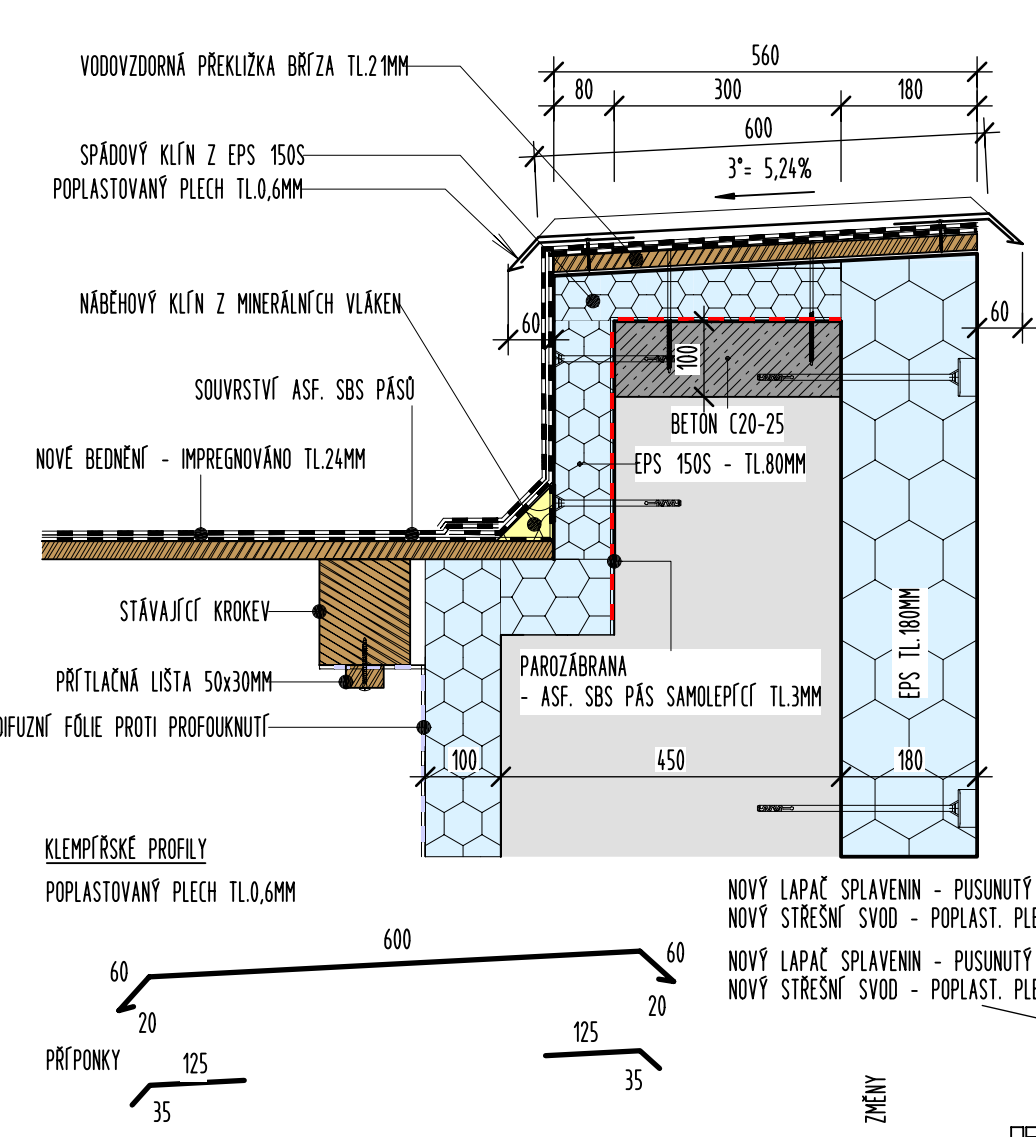 560
80
300
180
600
3°= 5,24%
VODOVZDORNÁ PŘEKLIŽKA BŘÍZA TL.21MM
SPÁDOVÝ KLÍN Z EPS 150S
POPLASTOVANÝ PLECH TL.0,6MM
NÁBĚHOVÝ KLÍN Z MINERÁLNÍCH VLÁKEN
60
60
100
SOUVRSTVÍ ASF. SBS PÁSŮ
BETON C20-25
NOVÉ BEDNĚNÍ - IMPREGNOVÁNO TL.24MM
EPS 150S - TL.80MM
STÁVAJÍCÍ KROKEV
EPS TL.180MM
PŘÍTLAČNÁ LIŠTA 50x30MM
PAROZÁBRANA
- ASF. SBS PÁS SAMOLEPÍCÍ TL.3MM
FÓLIE PROTI PROFOUKNUTÍ
100
450
180
KLEMPÍŘSKÉ PROFILY
POPLASTOVANÝ PLECH TL.0,6MM
NOVÝ LAPAČ SPLAVENIN - PUSUNUTÝ
NOVÝ STŘEŠNÍ SVOD - POPLAST.
NOVÝ LAPAČ SPLAVENIN - PUSUNUTÝ
NOVÝ STŘEŠNÍ SVOD - POPLAST.
600
60
60
20
20
PŘÍPONKY
125
125
35
35
ZMĚNY